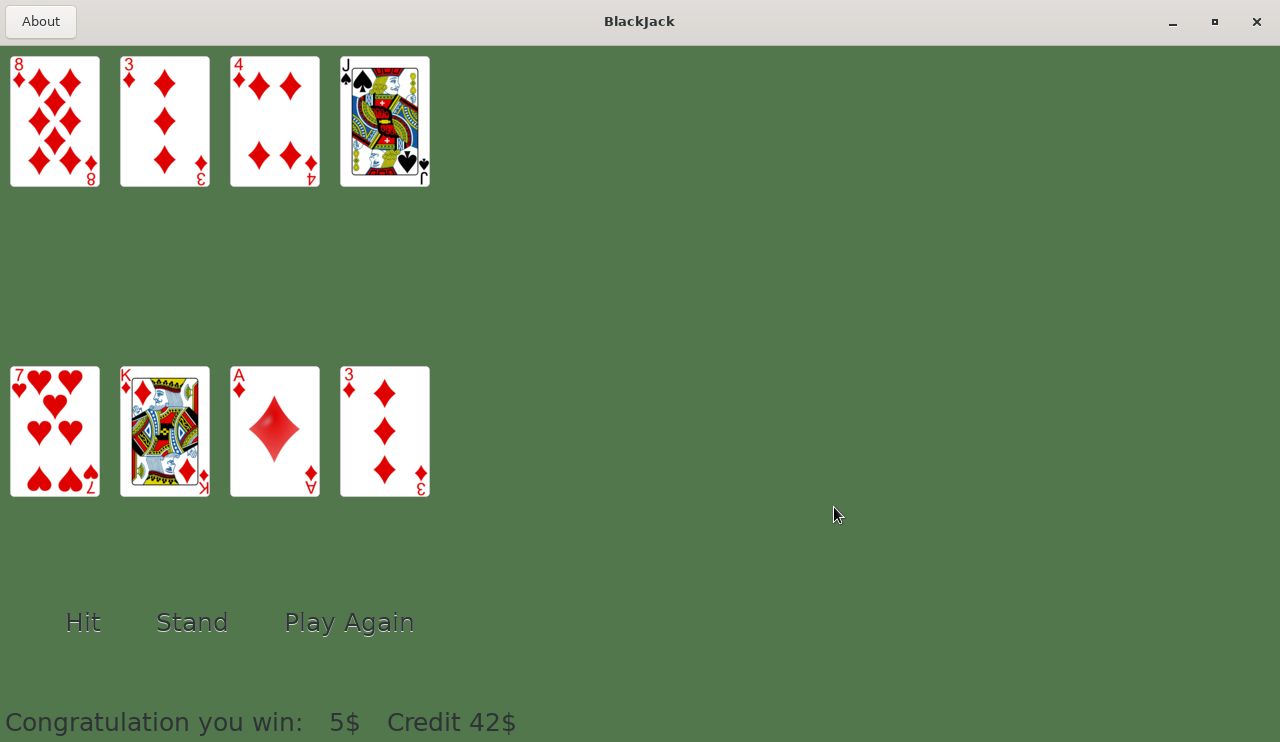 About
BlackJack
8 3 4 J
8 3 4 J
7 K A 3
7 K A 3
Hit Stand Play Again
Congratulation you win: 5$ Credit 42$